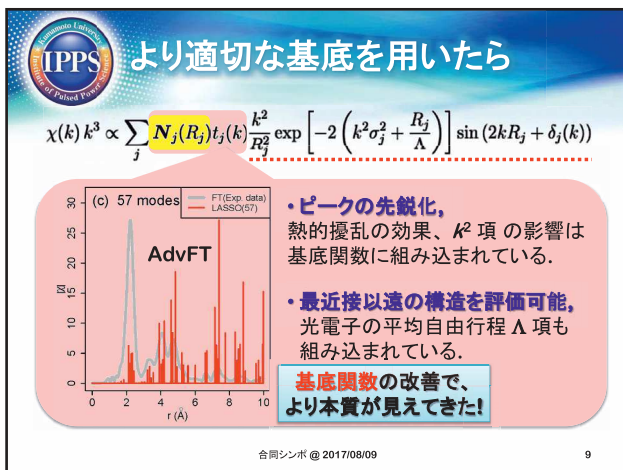 Kumamoto University
IPPS
Institute of Pulsed Power Science
より適切な基底を用いたら
χ(k) k³ ∝ ∑_j N_j(R_j)t_j(k) k²/R_j² exp [−2 (k²σ_j² + R_j/Λ)] sin (2kR_j + δ_j(k))
(c) 57 modes
FT(Exp. data)
LASSO(57)
AdvFT
30
20
15
10
5
0
0 2 4 6 8 10
r (Å)
・ピークの先鋭化,
熱的擾乱の効果、k² 項 の影響は
基底関数に組み込まれている.
・最近接以遠の構造を評価可能,
光電子の平均自由行程 Λ 項も
組み込まれている.
基底関数の改善で、
より本質が見えてきた!
合同シンポ @ 2017/08/09
9